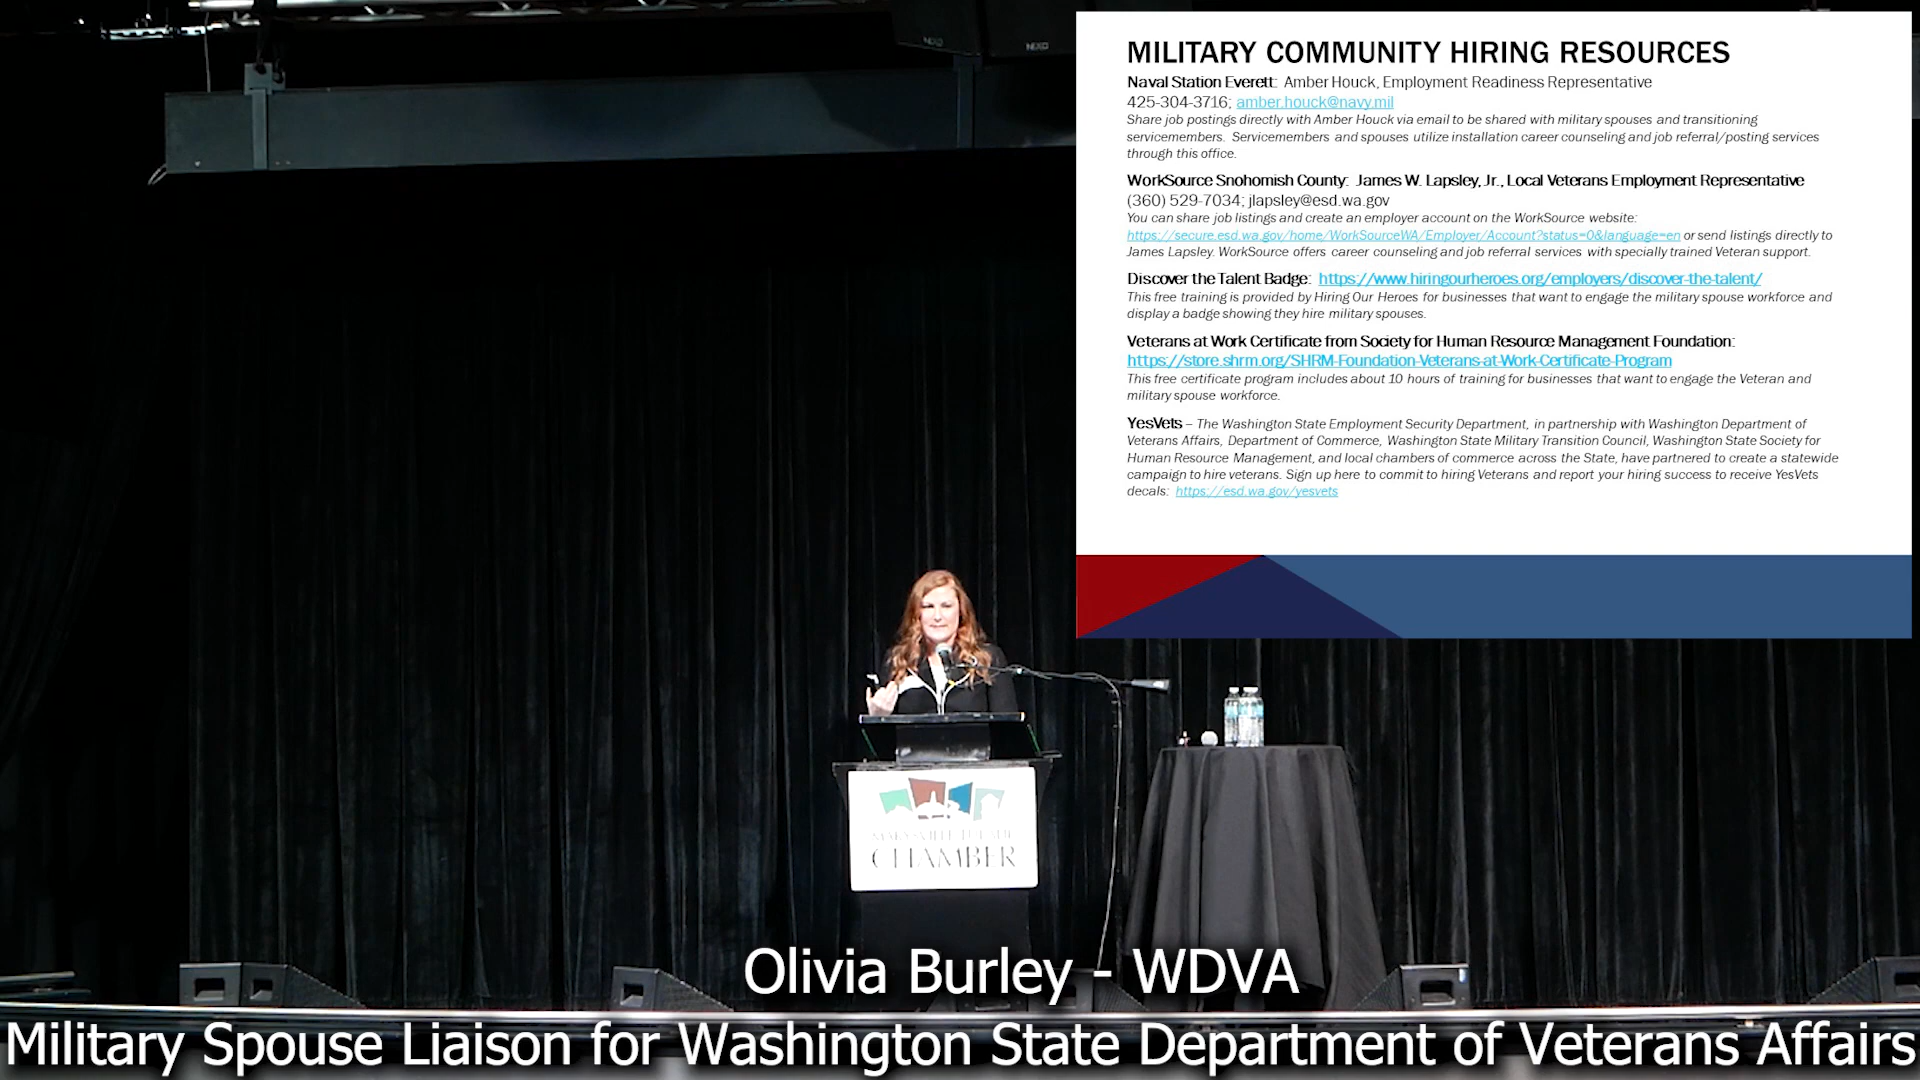 MILITARY COMMUNITY HIRING RESOURCES
Naval Station Everett: Amber Houck, Employment Readiness Representative
425-304-3716; amber.houck@navy.mil
Share job postings directly with Amber Houck via email to be shared with military spouses and transitioning
servicemembers. Servicemembers and spouses utilize installation career counseling and job referral/posting services
through this office.
WorkSource Snohomish County: James W. Lapsley, Jr., Local Veterans Employment Representative
(360) 529-7034; jlapsley@esd.wa.gov
You can share job listings and create an employer account on the WorkSource website:
https://secure.esd.wa.gov/home/WorkSourceWA/Employer/Account?status=0&language=en or send listings directly to
James Lapsley. WorkSource offers career counseling and job referral services with specially trained Veteran support.
Discover the Talent Badge: https://www.hiringourheroes.org/employers/discover-the-talent/
This free training is provided by Hiring Our Heroes for businesses that want to engage the military spouse workforce and
display a badge showing they hire military spouses.
Veterans at Work Certificate from Society for Human Resource Management Foundation:
https://store.shrm.org/SHRM-Foundation-Veterans-at-Work-Certificate-Program
This free certificate program includes about 10 hours of training for businesses that want to engage the Veteran and
military spouse workforce.
YesVets – The Washington State Employment Security Department, in partnership with Washington Department of
Veterans Affairs, Department of Commerce, Washington State Military Transition Council, Washington State Society for
Human Resource Management, and local chambers of commerce across the State, have partnered to create a statewide
campaign to hire veterans. Sign up here to commit to hiring Veterans and report your hiring success to receive YesVets
decals: https://esd.wa.gov/yesvets
NEXO
NEXO
CHAMBER
Olivia Burley - WDVA
Military Spouse Liaison for Washington State Department of Veterans Affairs